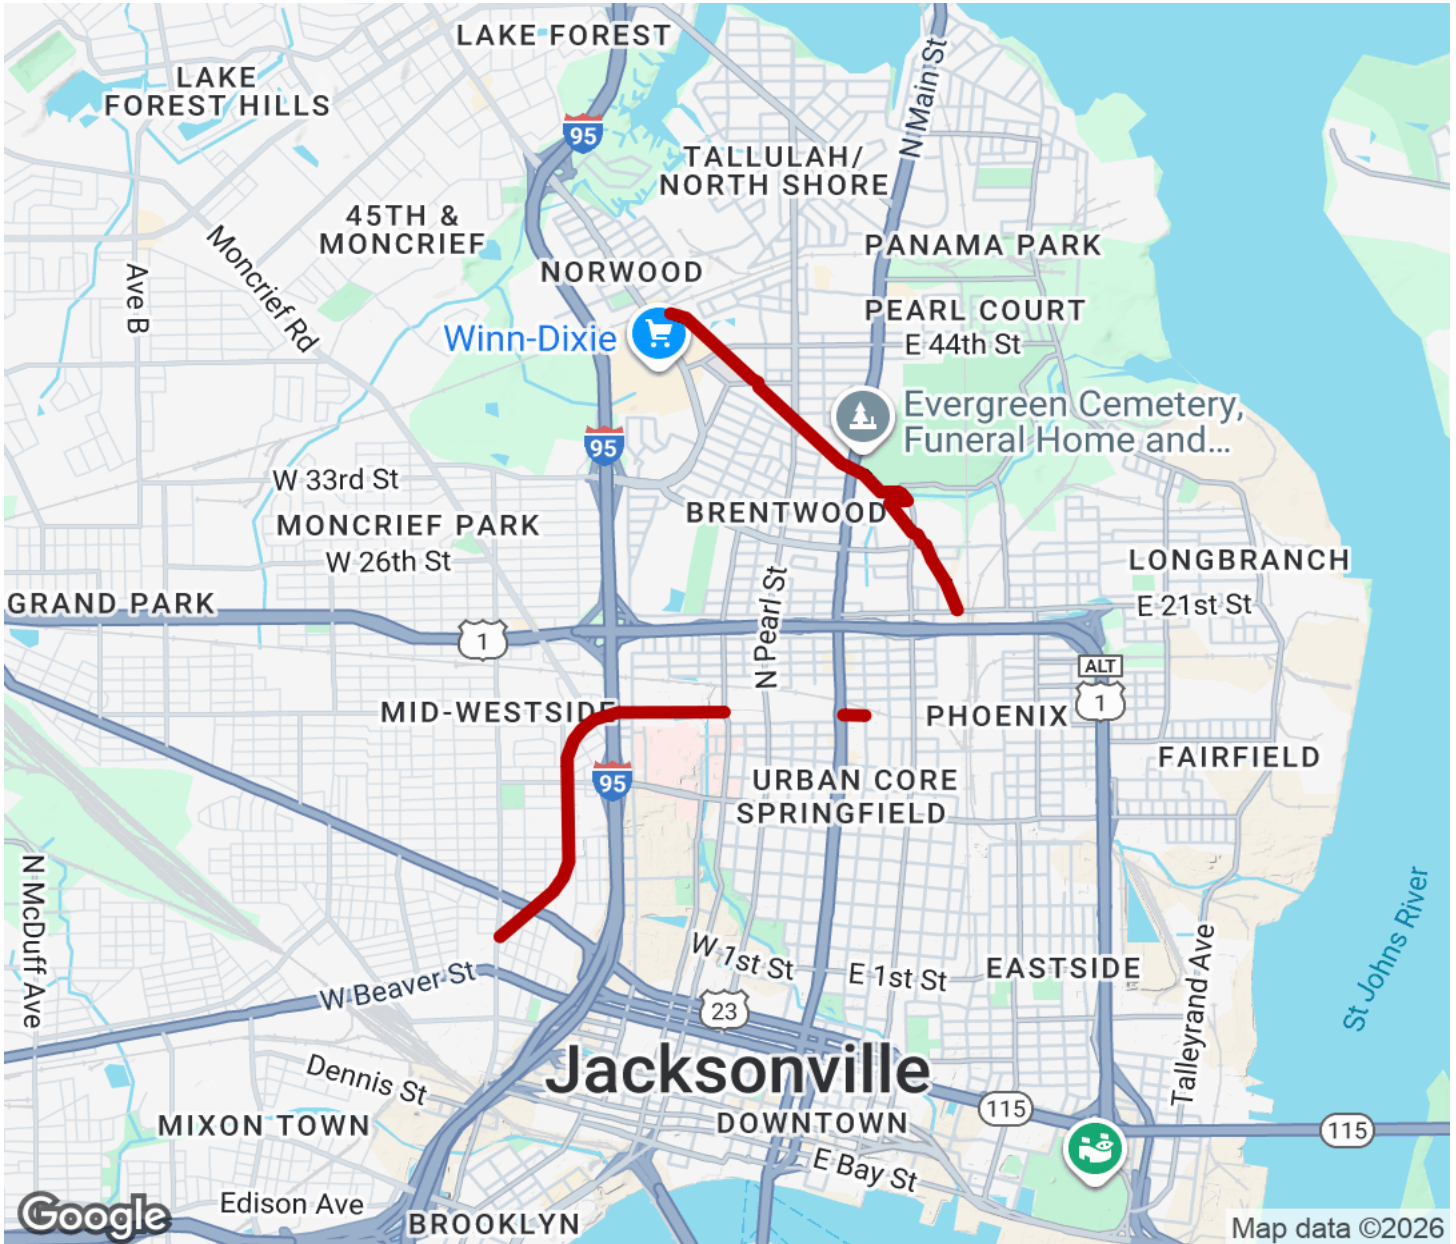 LAKE FOREST
LAKE
FOREST HILLS
95
N Main St
TALLULAH/
NORTH SHORE
45TH &
MONCRIEF
Moncrief Rd
PANAMA PARK
Ave B
NORWOOD
PEARL COURT
Winn-Dixie
E 44th St
Evergreen Cemetery,
Funeral Home and...
95
W 33rd St
BRENTWOOD
MONCRIEF PARK
W 26th St
LONGBRANCH
GRAND PARK
E 21st St
1
N Pearl St
ALT
1
MID-WESTSIDE
PHOENIX
FAIRFIELD
95
URBAN CORE
SPRINGFIELD
N McDuff Ave
St Johns River
W 1st St
E 1st St
EASTSIDE
Talleyrand Ave
W Beaver St
23
Jacksonville
Dennis St
115
MIXON TOWN
DOWNTOWN
115
E Bay St
Edison Ave
BROOKLYN
Google
Map data ©2026